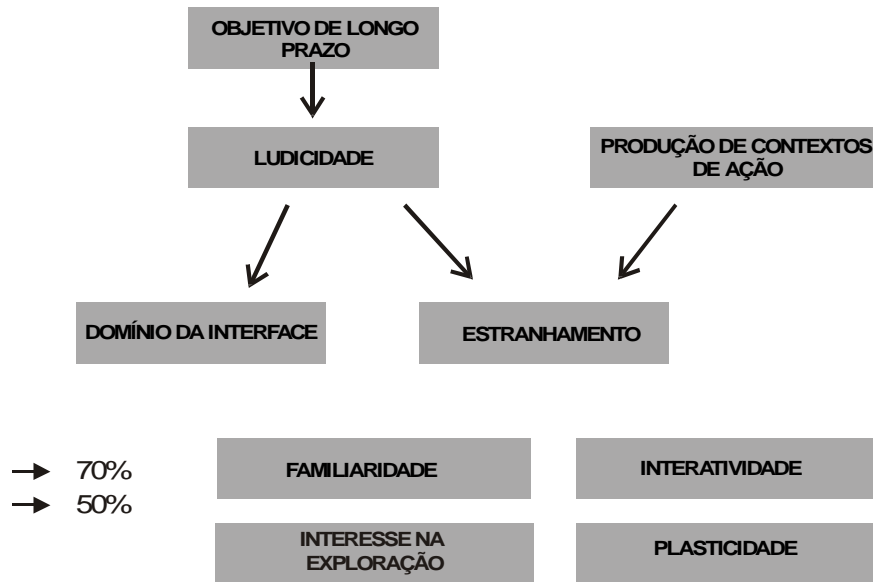 OBJETIVO DE LONGO
PRAZO
LUDICIDADE
PRODUÇÃO DE CONTEXTOS
DE AÇÃO
DOMÍNIO DA INTERFACE
ESTRANHAMENTO
70%
50%
FAMILIARIDADE
INTERATIVIDADE
INTERESSE NA
EXPLORAÇÃO
PLASTICIDADE